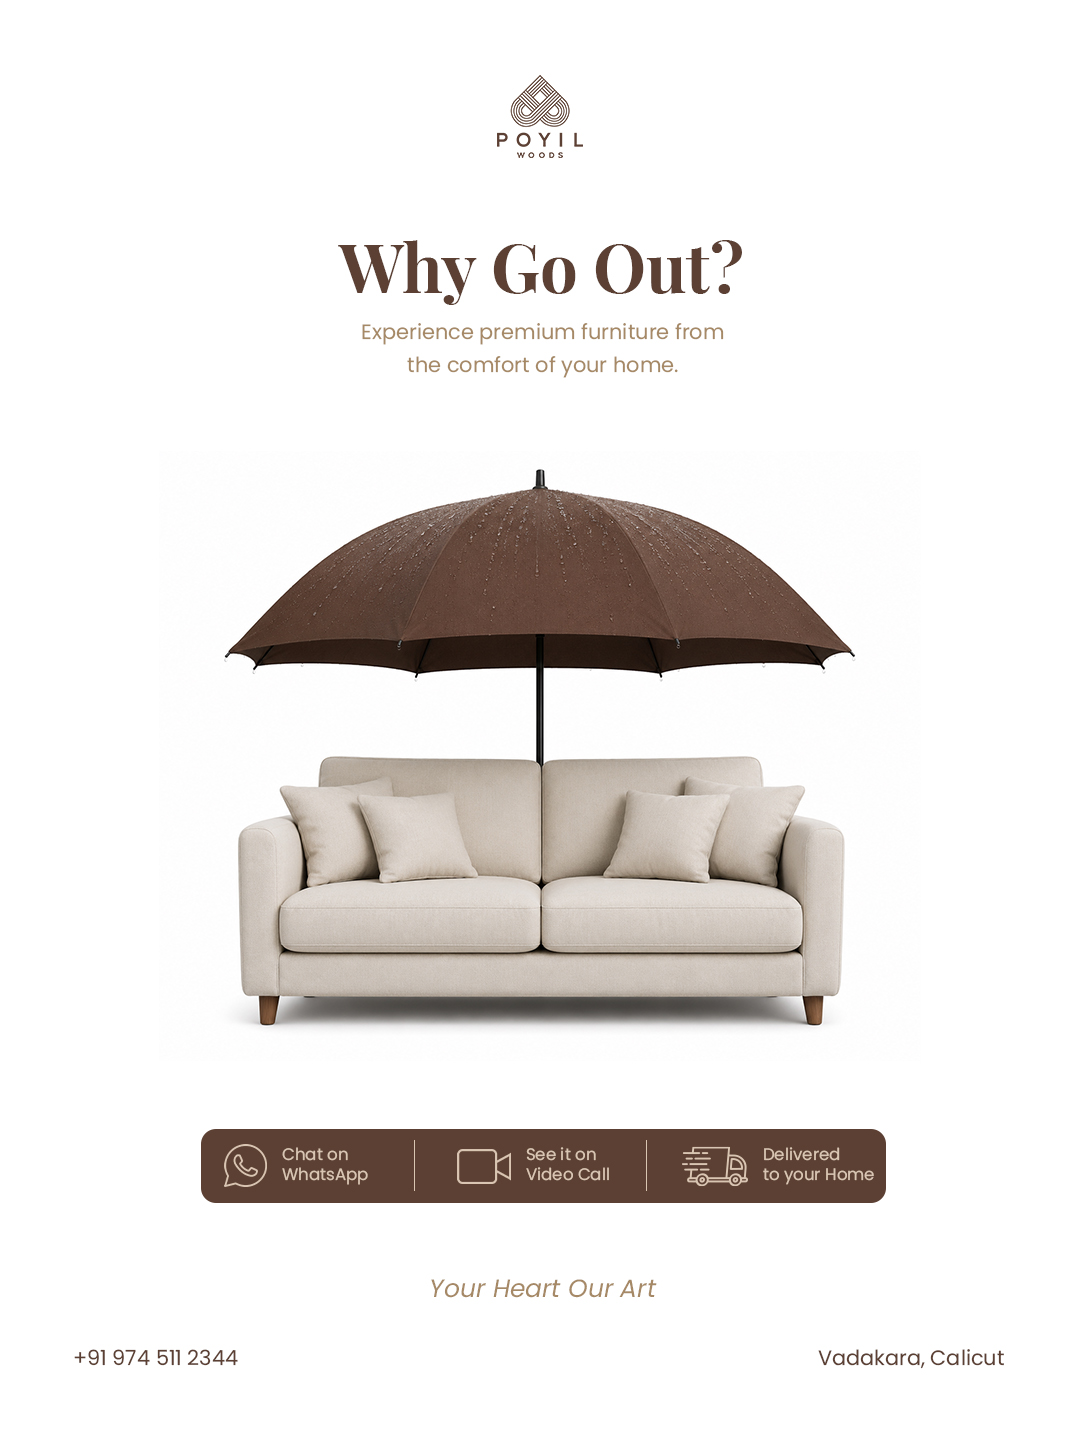 POYIL
WOODS
Why Go Out?
Experience premium furniture from
the comfort of your home.
Chat on
WhatsApp
See it on
Video Call
Delivered
to your Home
Your Heart Our Art
+91 974 511 2344
Vadakara, Calicut